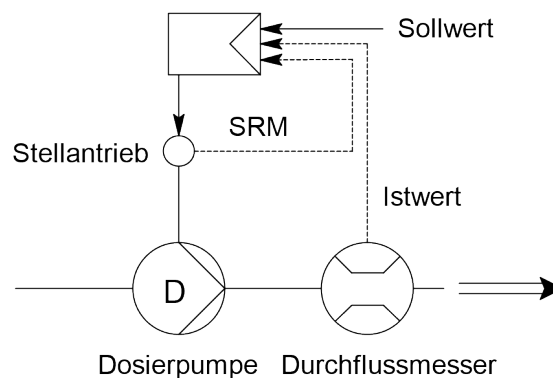 Sollwert
SRM
Stellantrieb
Istwert
D
Dosierpumpe Durchflussmesser